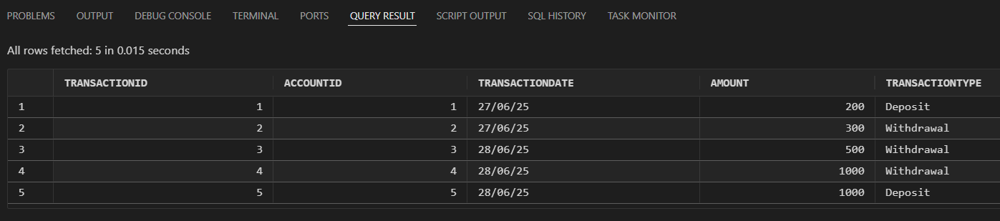 PROBLEMS OUTPUT DEBUG CONSOLE TERMINAL PORTS QUERY RESULT SCRIPT OUTPUT SQL HISTORY TASK MONITOR
All rows fetched: 5 in 0.015 seconds
TRANSACTIONID ACCOUNTID TRANSACTIONDATE AMOUNT TRANSACTIONTYPE
1 1 1 27/06/25 200 Deposit
2 2 2 27/06/25 300 Withdrawal
3 3 3 28/06/25 500 Withdrawal
4 4 4 28/06/25 1000 Withdrawal
5 5 5 28/06/25 1000 Deposit